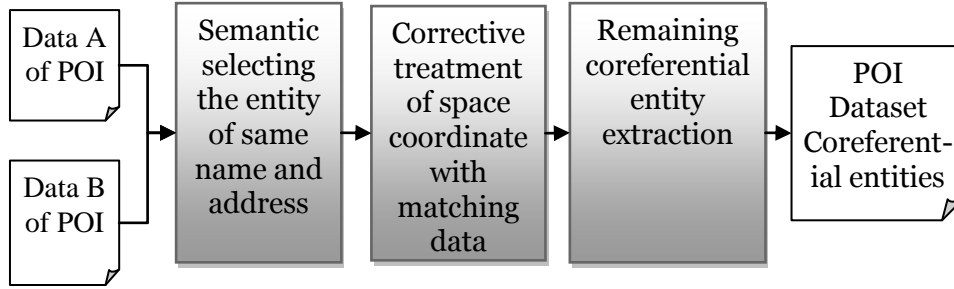 Data A
of POI
Data B
of POI
Semantic
selecting
the entity
of same
name and
address
Corrective
treatment
of space
coordinate
with
matching
data
Remaining
coreferential
entity
extraction
POI
Dataset
Coreferent-
ial entities